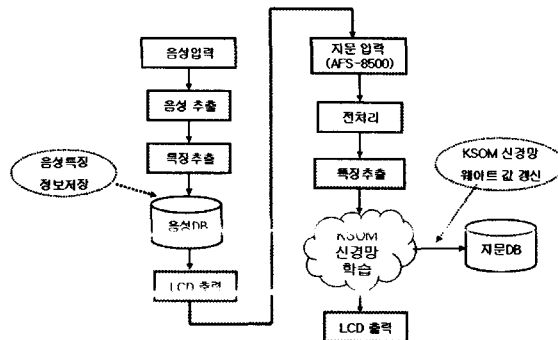 음성입력
음성 추출
특징추출
음성특징
정보저장
음성DB
LCD 출력
지문 입력
(AFS-8500)
전처리
특징추출
KSOM 신경망
웨이트 값 갱신
KSOM
신경망
학습
지문DB
LCD 출력